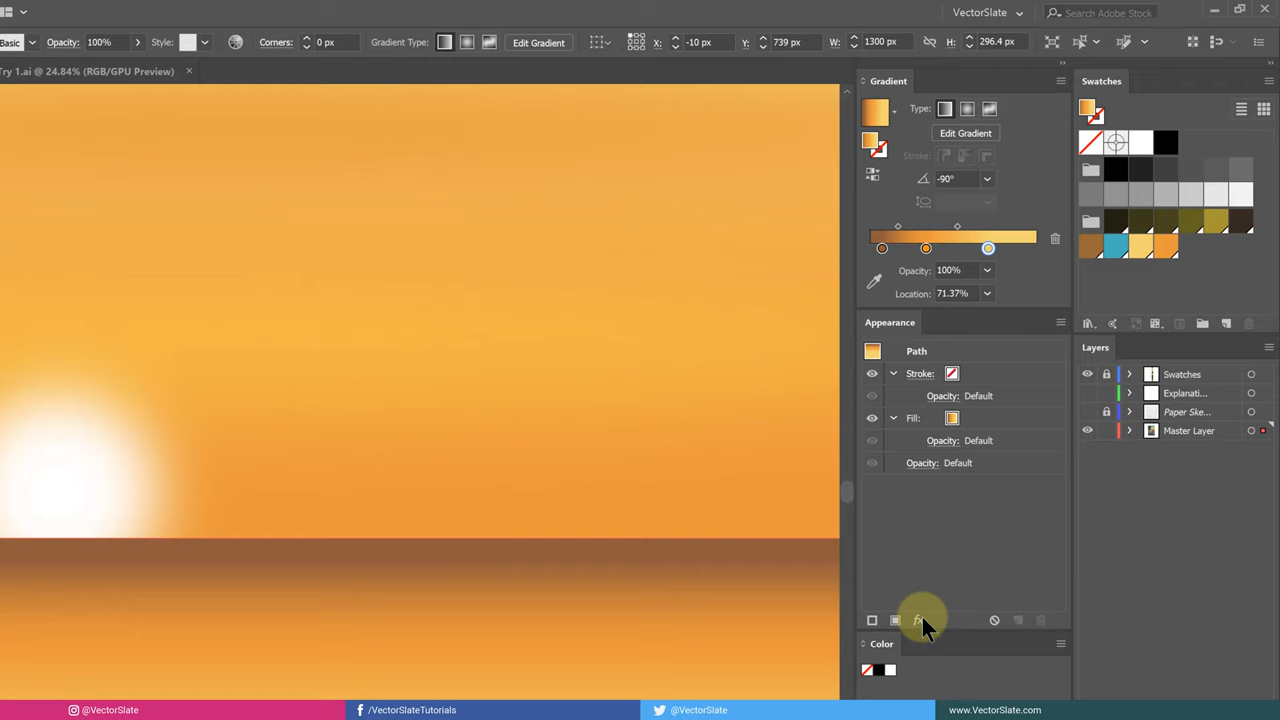 VectorSlate
Search Adobe Stock
Basic
Opacity: 100%
Style:
Corners: 0 px
Gradient Type:
Edit Gradient
X: -10 px
Y: 739 px
W: 1300 px
H: 296.4 px
Try 1.ai @ 24.84% (RGB/GPU Preview) ×
Gradient
Type:
Edit Gradient
Stroke:
-90°
Opacity: 100%
Location: 71.37%
Appearance
Path
Stroke:
Opacity: Default
Fill:
Opacity: Default
Opacity: Default
fx
Color
Swatches
Layers
Swatches
Explanati...
Paper Ske...
Master Layer
@VectorSlate
/VectorSlateTutorials
@VectorSlate
www.VectorSlate.com